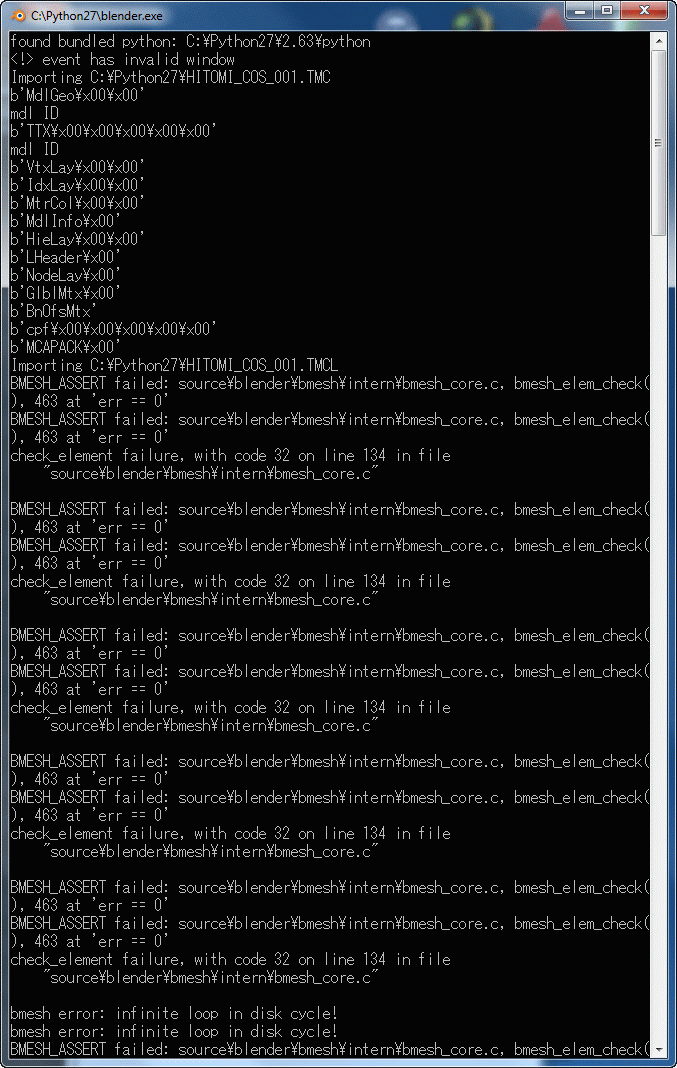 C:\Python27\blender.exe
found bundled python: C:¥Python27¥2.63¥python
<!> event has invalid window
Importing C:¥Python27¥HITOMI_COS_001.TMC
b'MdlGeo¥x00¥x00'
mdl ID
b'TTX¥x00¥x00¥x00¥x00¥x00'
mdl ID
b'VtxLay¥x00¥x00'
b'IdxLay¥x00¥x00'
b'MtrCol¥x00¥x00'
b'MdlInfo¥x00'
b'HieLay¥x00¥x00'
b'LHeader¥x00'
b'NodeLay¥x00'
b'GlblMtx¥x00'
b'BnOfsMtx'
b'cpf¥x00¥x00¥x00¥x00¥x00'
b'MCAPACK¥x00'
Importing C:¥Python27¥HITOMI_COS_001.TMCL
BMESH_ASSERT failed: source¥blender¥bmesh¥intern¥bmesh_core.c, bmesh_elem_check(
), 463 at 'err == 0'
BMESH_ASSERT failed: source¥blender¥bmesh¥intern¥bmesh_core.c, bmesh_elem_check(
), 463 at 'err == 0'
check_element failure, with code 32 on line 134 in file
"source¥blender¥bmesh¥intern¥bmesh_core.c"
BMESH_ASSERT failed: source¥blender¥bmesh¥intern¥bmesh_core.c, bmesh_elem_check(
), 463 at 'err == 0'
BMESH_ASSERT failed: source¥blender¥bmesh¥intern¥bmesh_core.c, bmesh_elem_check(
), 463 at 'err == 0'
check_element failure, with code 32 on line 134 in file
"source¥blender¥bmesh¥intern¥bmesh_core.c"
BMESH_ASSERT failed: source¥blender¥bmesh¥intern¥bmesh_core.c, bmesh_elem_check(
), 463 at 'err == 0'
BMESH_ASSERT failed: source¥blender¥bmesh¥intern¥bmesh_core.c, bmesh_elem_check(
), 463 at 'err == 0'
check_element failure, with code 32 on line 134 in file
"source¥blender¥bmesh¥intern¥bmesh_core.c"
BMESH_ASSERT failed: source¥blender¥bmesh¥intern¥bmesh_core.c, bmesh_elem_check(
), 463 at 'err == 0'
BMESH_ASSERT failed: source¥blender¥bmesh¥intern¥bmesh_core.c, bmesh_elem_check(
), 463 at 'err == 0'
check_element failure, with code 32 on line 134 in file
"source¥blender¥bmesh¥intern¥bmesh_core.c"
BMESH_ASSERT failed: source¥blender¥bmesh¥intern¥bmesh_core.c, bmesh_elem_check(
), 463 at 'err == 0'
BMESH_ASSERT failed: source¥blender¥bmesh¥intern¥bmesh_core.c, bmesh_elem_check(
), 463 at 'err == 0'
check_element failure, with code 32 on line 134 in file
"source¥blender¥bmesh¥intern¥bmesh_core.c"
bmesh error: infinite loop in disk cycle!
bmesh error: infinite loop in disk cycle!
BMESH_ASSERT failed: source¥blender¥bmesh¥intern¥bmesh_core.c, bmesh_elem_check(